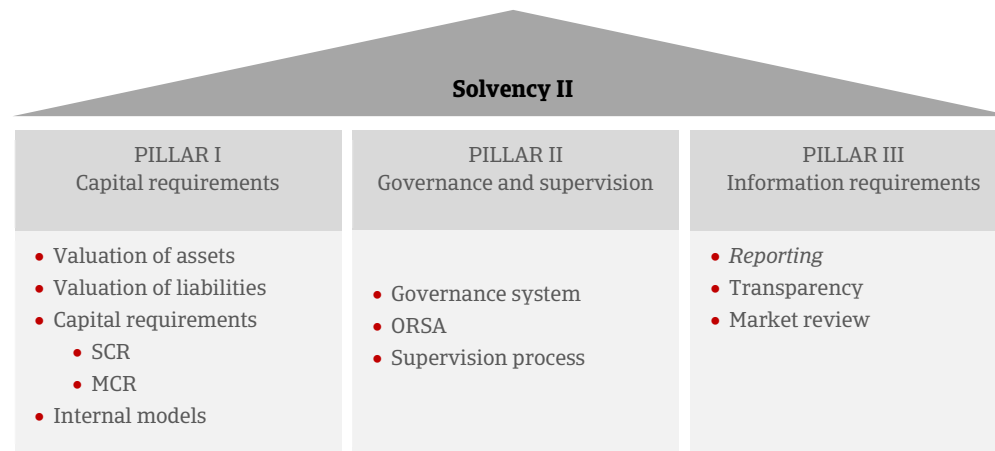 Solvency II
PILLAR I
Capital requirements
Valuation of assets
Valuation of liabilities
Capital requirements
SCR
MCR
Internal models
PILLAR II
Governance and supervision
Governance system
ORSA
Supervision process
PILLAR III
Information requirements
Reporting
Transparency
Market review